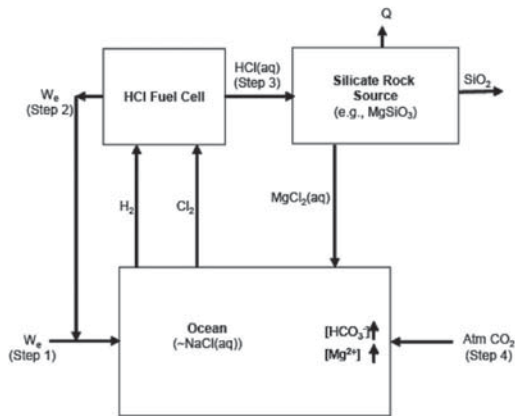 Q
HCl(aq)
(Step 3)
We
(Step 2)
HCl Fuel Cell
Silicate Rock
Source
(e.g., MgSiO3)
SiO2
H2
Cl2
MgCl2(aq)
Ocean
(~NaCl(aq))
[HCO3-]
[Mg2+]
We
(Step 1)
Atm CO2
(Step 4)